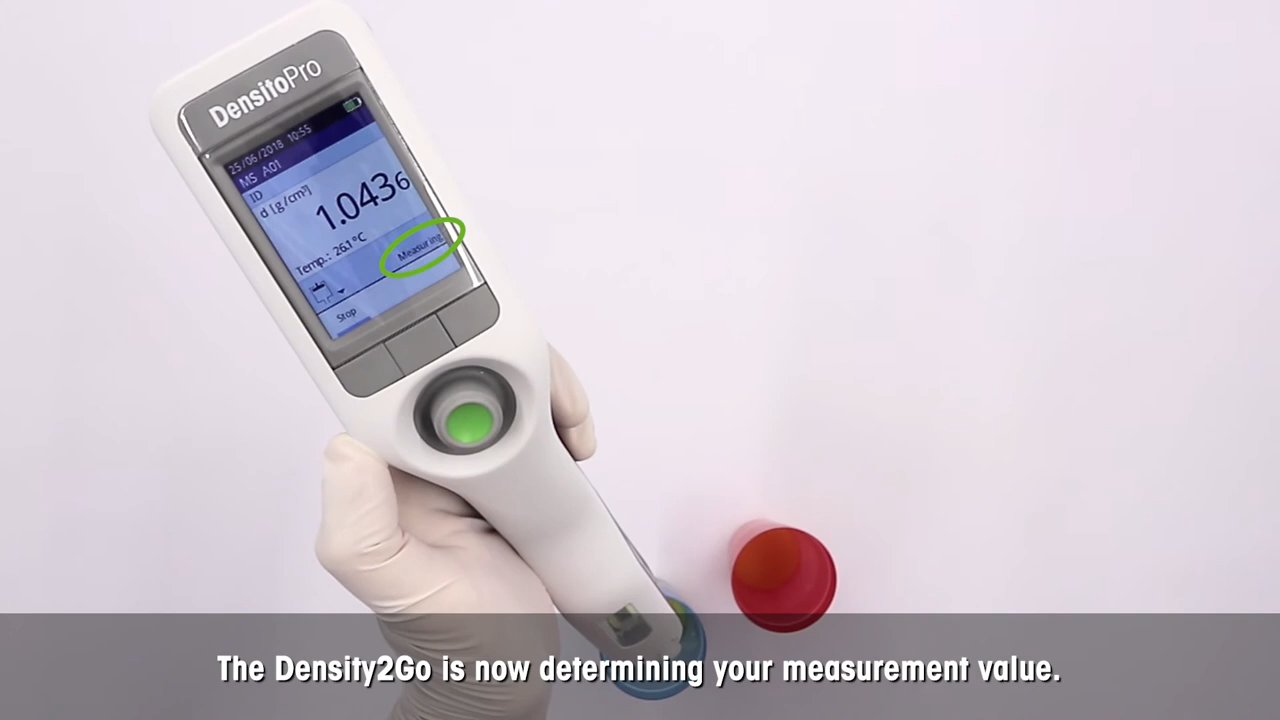 DensitoPro
25/06/2018 10:55
MS A01
ID
d [g/cm³]
1.0436
Temp.: 26.1°C
Measuring
Stop
The Density2Go is now determining your measurement value.